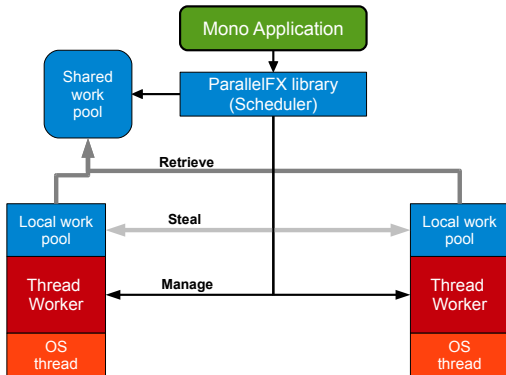 Mono Application
Shared
work
pool
ParallelFX library
(Scheduler)
Retrieve
Local work
pool
Steal
Local work
pool
Thread
Worker
Manage
Thread
Worker
OS
thread
OS
thread